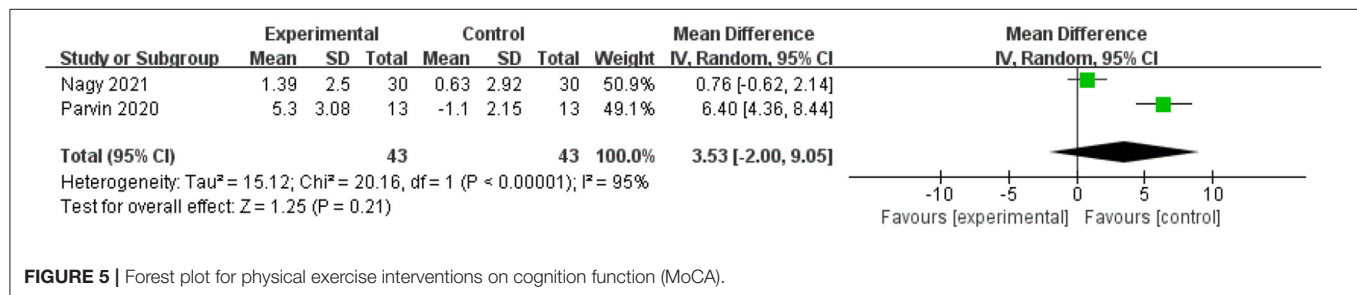 Experimental Control Mean Difference Mean Difference
Study or Subgroup Mean SD Total Mean SD Total Weight IV, Random, 95% CI IV, Random, 95% CI
Nagy 2021 1.39 2.5 30 0.63 2.92 30 50.9% 0.76 [-0.62, 2.14]
Parvin 2020 5.3 3.08 13 -1.1 2.15 13 49.1% 6.40 [4.36, 8.44]
Total (95% CI) 43 43 100.0% 3.53 [-2.00, 9.05]
Heterogeneity: Tau² = 15.12; Chi² = 20.16, df = 1 (P < 0.00001); I² = 95%
Test for overall effect: Z = 1.25 (P = 0.21)
-10 -5 0 5 10
Favours [experimental] Favours [control]
FIGURE 5 | Forest plot for physical exercise interventions on cognition function (MoCA).